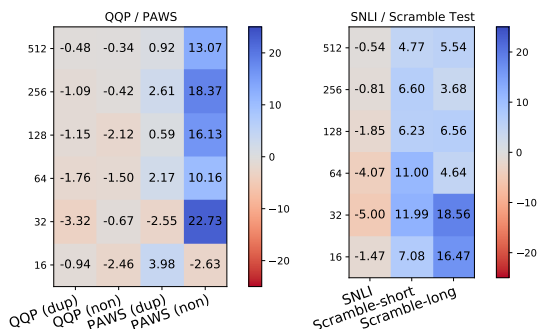 QQP / PAWS
512 -0.48 -0.34 0.92 13.07
256 -1.09 -0.42 2.61 18.37
128 -1.15 -2.12 0.59 16.13
64 -1.76 -1.50 2.17 10.16
32 -3.32 -0.67 -2.55 22.73
16 -0.94 -2.46 3.98 -2.63
QQP (dup) QQP (non) PAWS (dup) PAWS (non)
20
10
0
−10
−20
SNLI / Scramble Test
512 -0.54 4.77 5.54
256 -0.81 6.60 3.68
128 -1.85 6.23 6.56
64 -4.07 11.00 4.64
32 -5.00 11.99 18.56
16 -1.47 7.08 16.47
SNLI Scramble-short Scramble-long
20
10
0
−10
−20